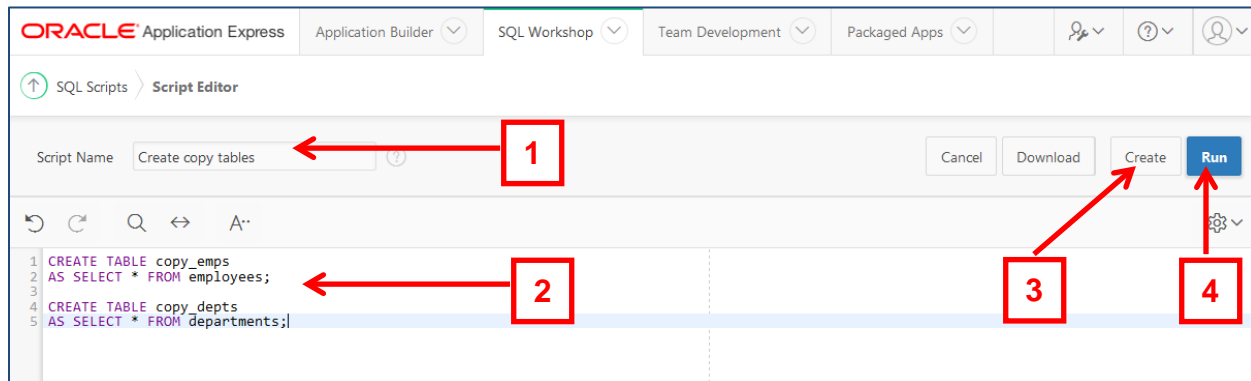 ORACLE Application Express Application Builder SQL Workshop Team Development Packaged Apps
SQL Scripts Script Editor
Script Name Create copy tables ? 1 Cancel Download Create Run
A
1 CREATE TABLE copy_emps
2 AS SELECT * FROM employees;
3
4 CREATE TABLE copy_depts
5 AS SELECT * FROM departments;
2
3
4